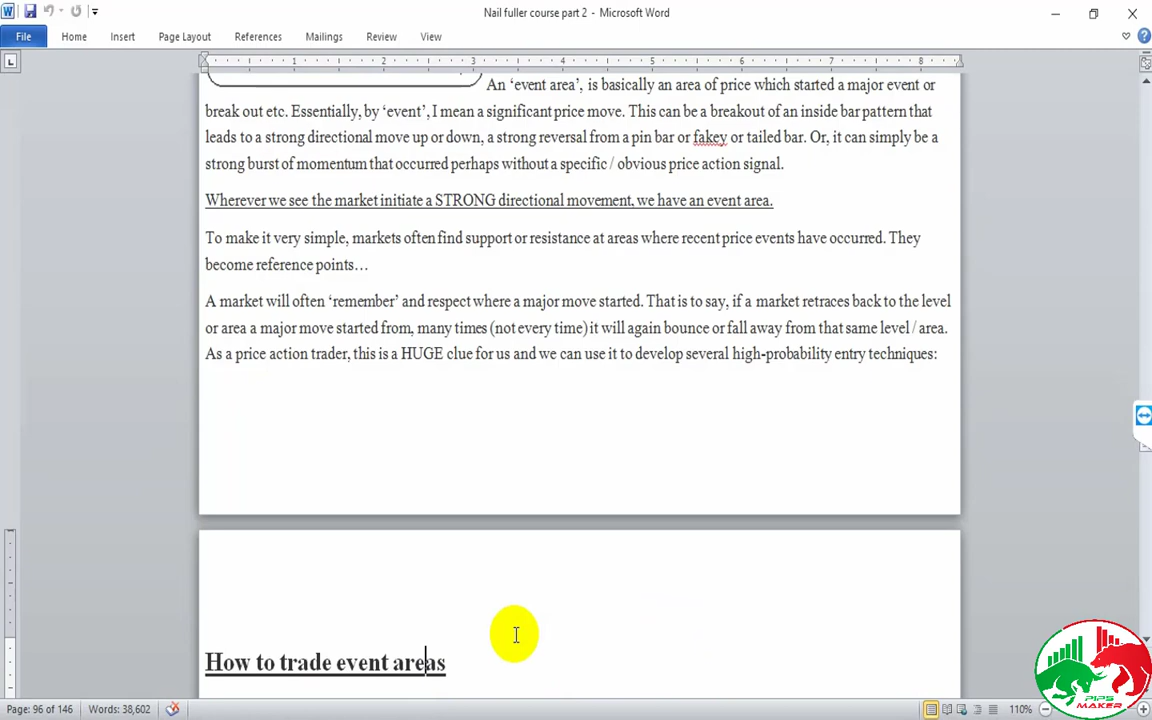 Nail fuller course part 2 - Microsoft Word
File Home Insert Page Layout References Mailings Review View
1 2 3 4 5 6 7 8
An ‘event area’, is basically an area of price which started a major event or
break out etc. Essentially, by ‘event’, I mean a significant price move. This can be a breakout of an inside bar pattern that
leads to a strong directional move up or down, a strong reversal from a pin bar or fakey or tailed bar. Or, it can simply be a
strong burst of momentum that occurred perhaps without a specific / obvious price action signal.
Wherever we see the market initiate a STRONG directional movement, we have an event area.
To make it very simple, markets often find support or resistance at areas where recent price events have occurred. They
become reference points…
A market will often ‘remember’ and respect where a major move started. That is to say, if a market retraces back to the level
or area a major move started from, many times (not every time) it will again bounce or fall away from that same level / area.
As a price action trader, this is a HUGE clue for us and we can use it to develop several high-probability entry techniques:
How to trade event areas
PIPS
MAKER
Page: 96 of 146 Words: 38,602 110%